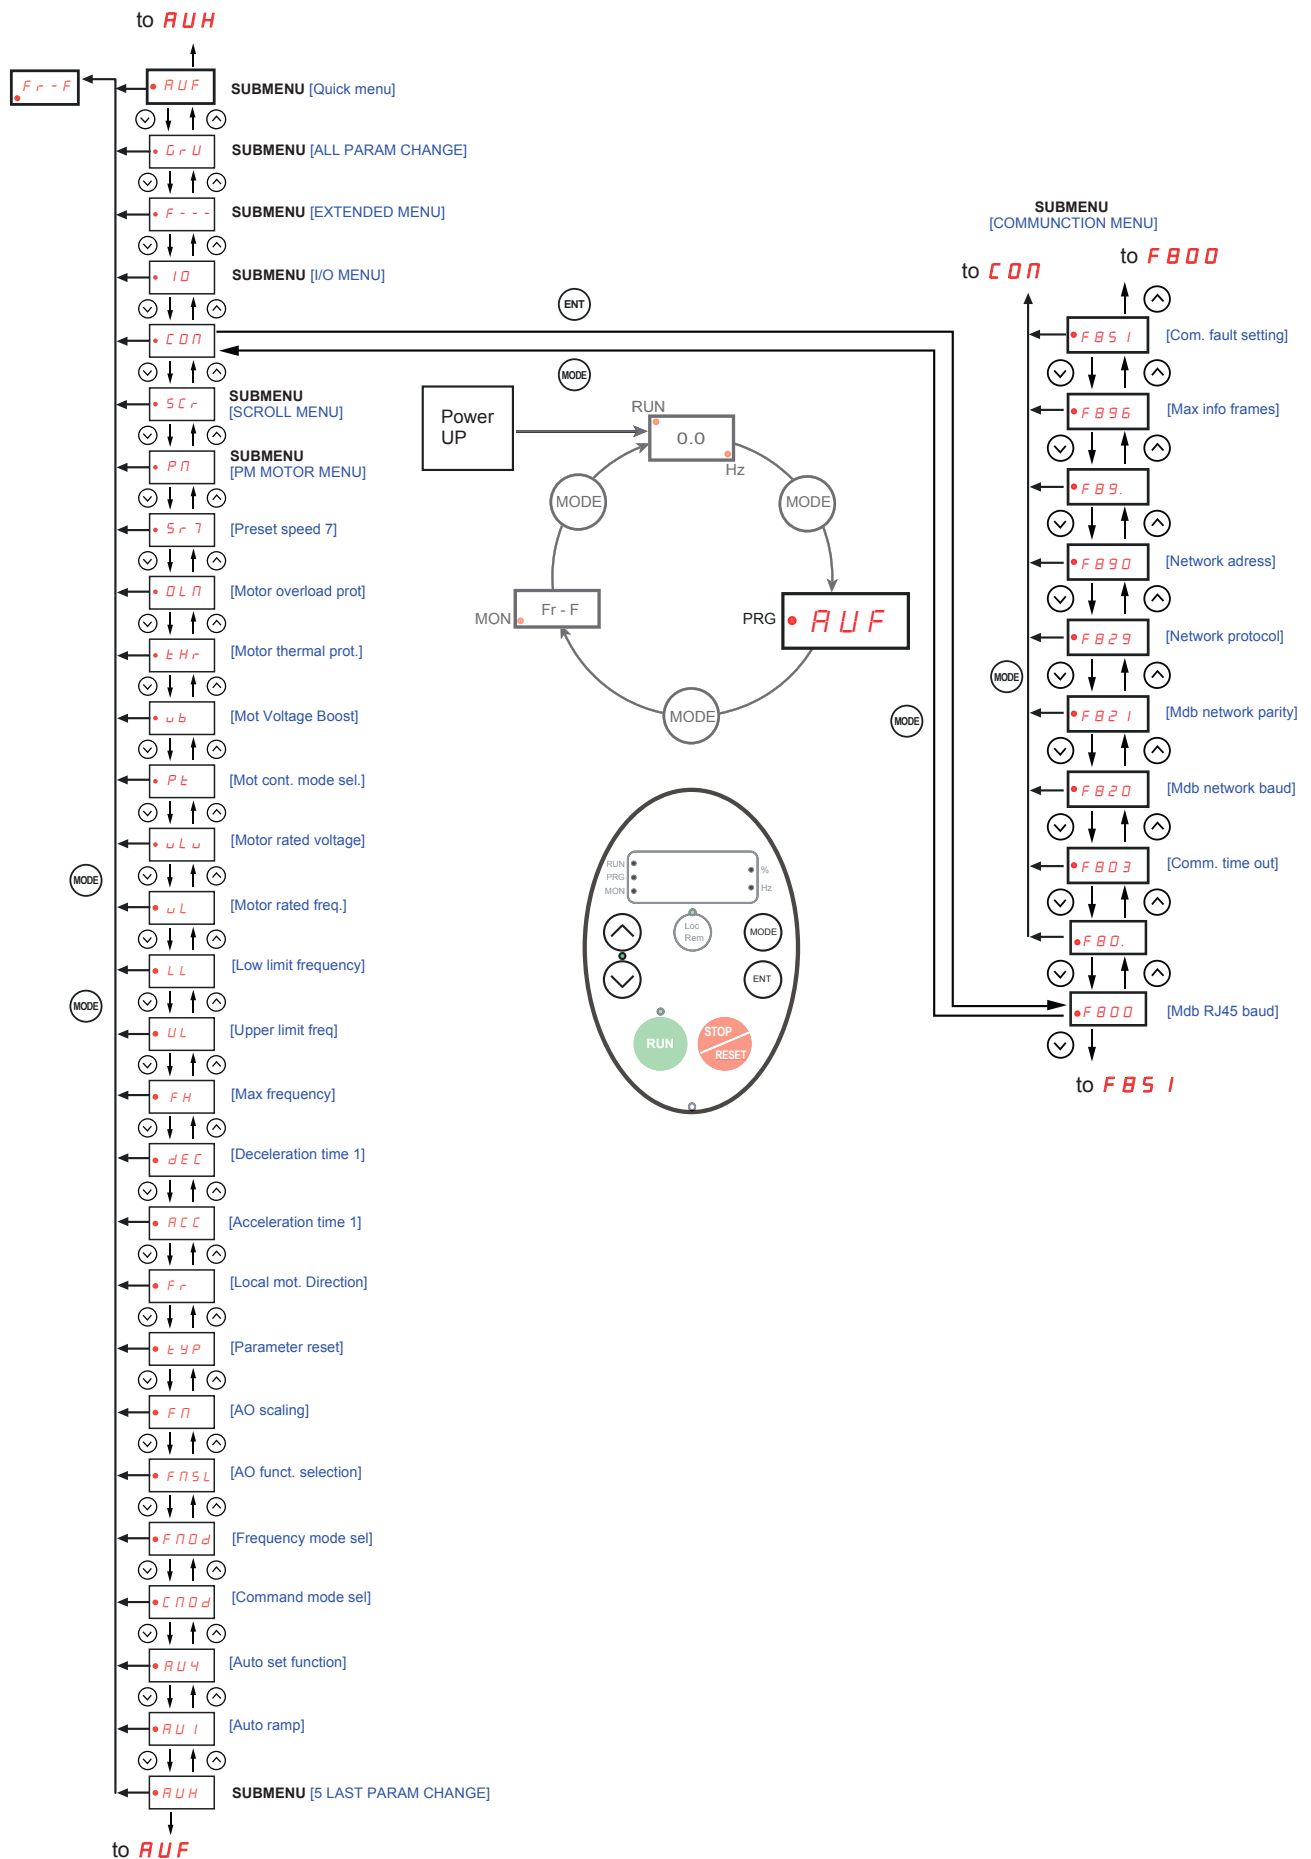 to AUH
Fr-F
AUF
SUBMENU [Quick menu]
GrU
SUBMENU [ALL PARAM CHANGE]
F---
SUBMENU [EXTENDED MENU]
IO
SUBMENU [I/O MENU]
COM
SCr
SUBMENU
[SCROLL MENU]
PM
SUBMENU
[PM MOTOR MENU]
Sr7
[Preset speed 7]
OLM
[Motor overload prot]
tHr
[Motor thermal prot.]
ub
[Mot Voltage Boost]
Pt
[Mot cont. mode sel.]
uLu
[Motor rated voltage]
MODE
uL
[Motor rated freq.]
LL
[Low limit frequency]
MODE
UL
[Upper limit freq]
FH
[Max frequency]
dEC
[Deceleration time 1]
ACC
[Acceleration time 1]
Fr
[Local mot. Direction]
tYP
[Parameter reset]
FM
[AO scaling]
FMSL
[AO funct. selection]
FMOd
[Frequency mode sel]
CMOd
[Command mode sel]
AU4
[Auto set function]
AU1
[Auto ramp]
AUH
SUBMENU [5 LAST PARAM CHANGE]
to AUF
ENT
MODE
Power
UP
RUN
0.0
Hz
MODE
MODE
MON
Fr - F
PRG
AUF
MODE
MODE
RUN
PRG
MON
%
Hz
Loc
Rem
MODE
ENT
RUN
STOP
RESET
SUBMENU
[COMMUNCTION MENU]
to COM
to F800
F851
[Com. fault setting]
F896
[Max info frames]
F89.
F890
[Network adress]
F829
[Network protocol]
MODE
F821
[Mdb network parity]
F820
[Mdb network baud]
F803
[Comm. time out]
F80.
F800
[Mdb RJ45 baud]
to F851